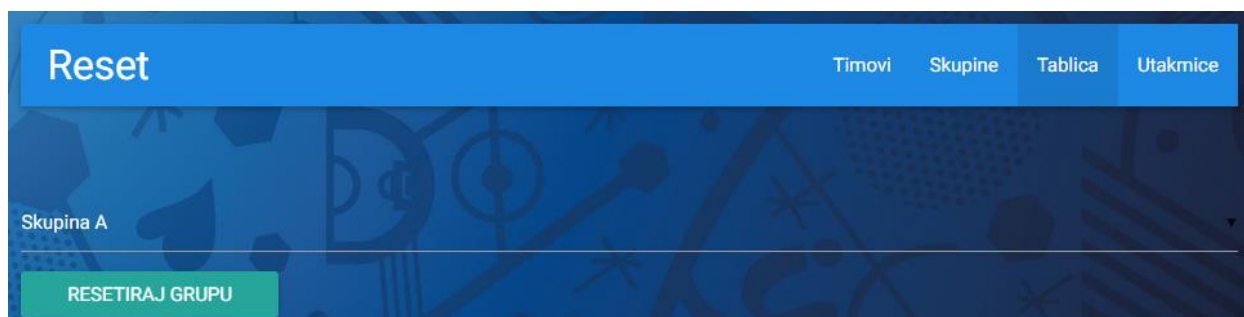 Reset Timovi Skupine Tablica Utakmice
Skupina A
RESETIRAJ GRUPU